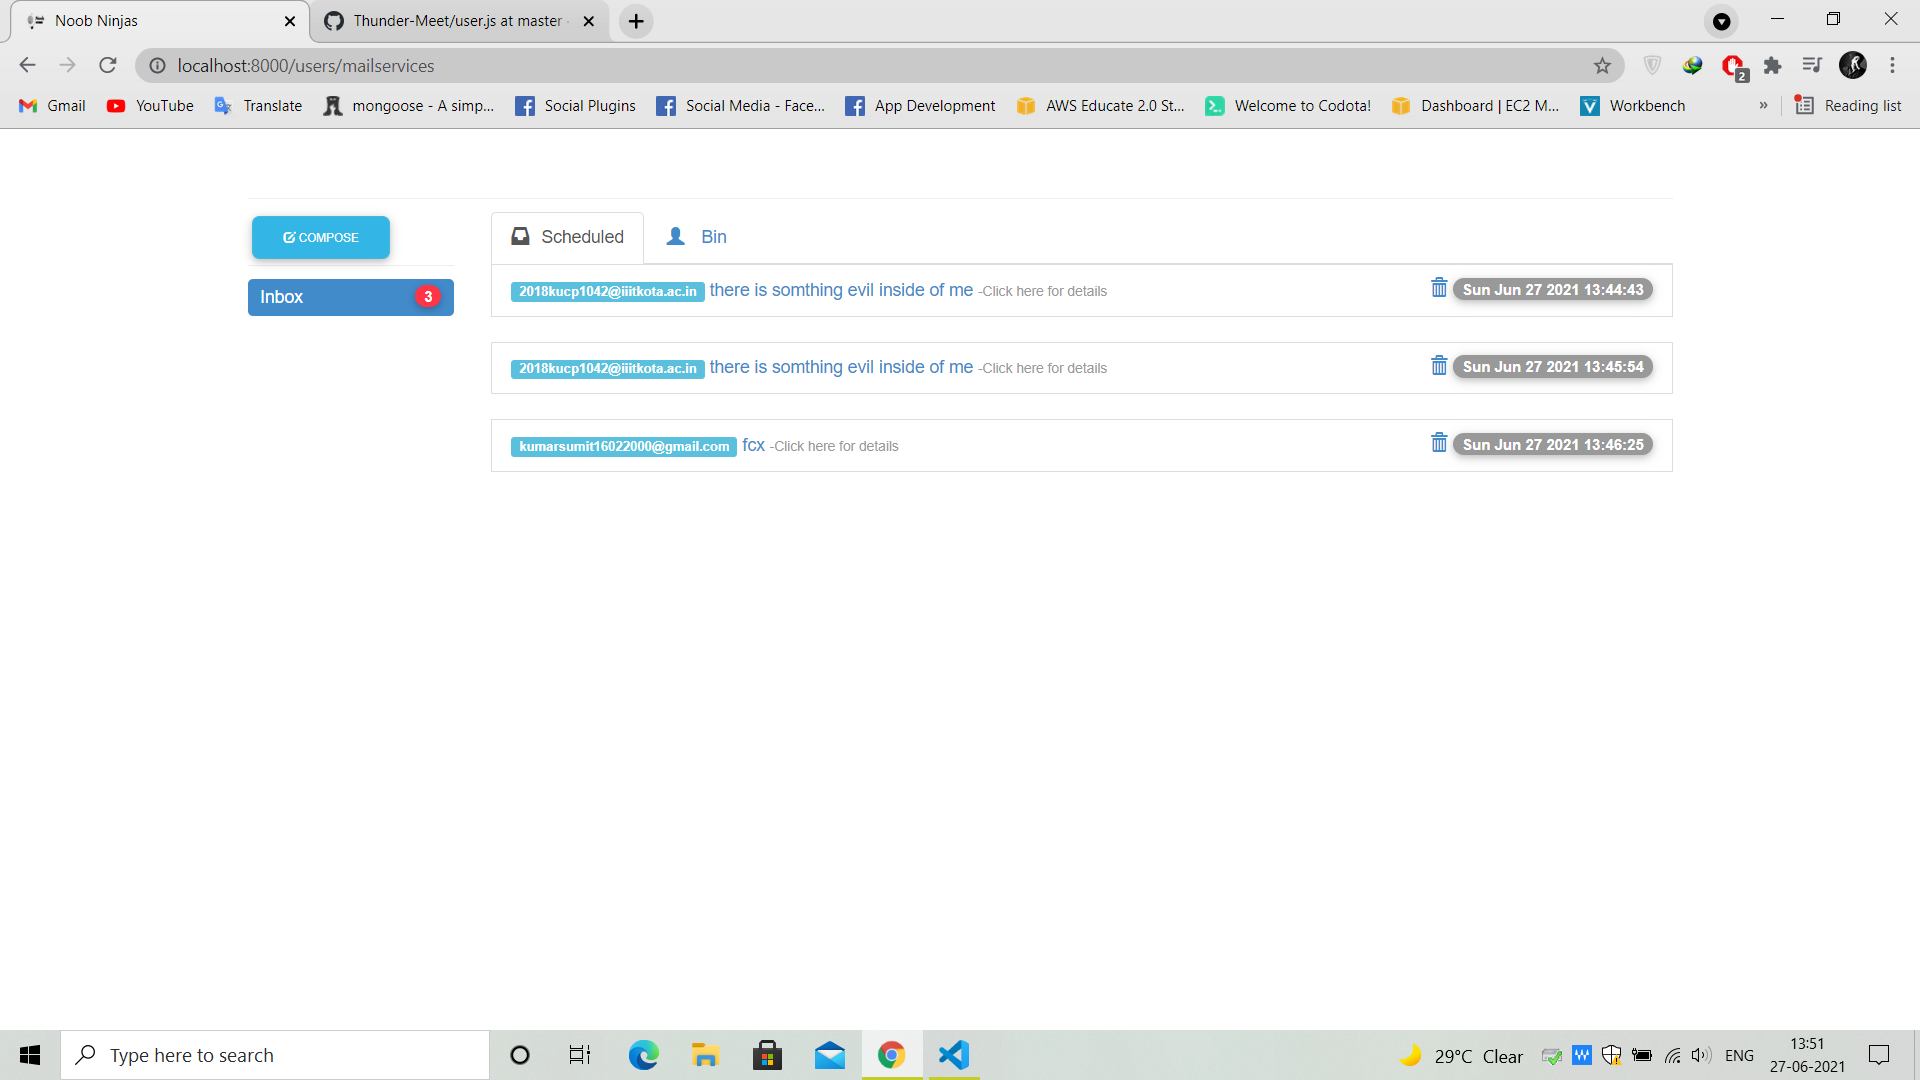 Noob Ninjas
Thunder-Meet/user.js at master
localhost:8000/users/mailservices
2
Gmail YouTube Translate mongoose - A simp... Social Plugins Social Media - Face... App Development AWS Educate 2.0 St... Welcome to Codota! Dashboard | EC2 M... Workbench » Reading list
COMPOSE
Scheduled Bin
Inbox 3
2018kucp1042@iiitkota.ac.in there is somthing evil inside of me -Click here for details Sun Jun 27 2021 13:44:43
2018kucp1042@iiitkota.ac.in there is somthing evil inside of me -Click here for details Sun Jun 27 2021 13:45:54
kumarsumit16022000@gmail.com fcx -Click here for details Sun Jun 27 2021 13:46:25
Type here to search
29°C Clear
ENG
13:51
27-06-2021